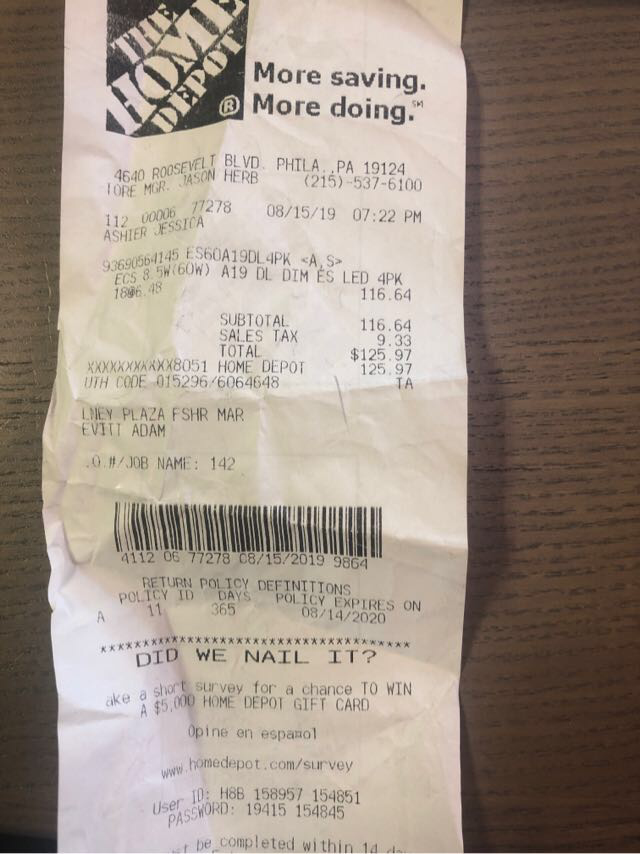 THE
HOME
DEPOT
®
More saving.
More doing.℠
4640 ROOSEVELT BLVD. PHILA., PA 19124
TORE MGR. JASON HERB (215)-537-6100
112 00006 77278 08/15/19 07:22 PM
ASHIER JESSICA
93690564145 ES60A19DL4PK <A,S>
ECS 8.5W(60W) A19 DL DIM ES LED 4PK
18@6.48 116.64
SUBTOTAL 116.64
SALES TAX 9.33
TOTAL $125.97
XXXXXXXXXXX8051 HOME DEPOT 125.97
UTH CODE 015296/6064648 TA
LNEY PLAZA FSHR MAR
EVITT ADAM
.O.#/JOB NAME: 142
4112 06 77278 08/15/2019 9864
RETURN POLICY DEFINITIONS
POLICY ID DAYS POLICY EXPIRES ON
A 11 365 08/14/2020
*******************************************
DID WE NAIL IT?
ake a short survey for a chance TO WIN
A $5,000 HOME DEPOT GIFT CARD
Opine en español
www.homedepot.com/survey
User ID: H8B 158957 154851
PASSWORD: 19415 154845
be completed within 14